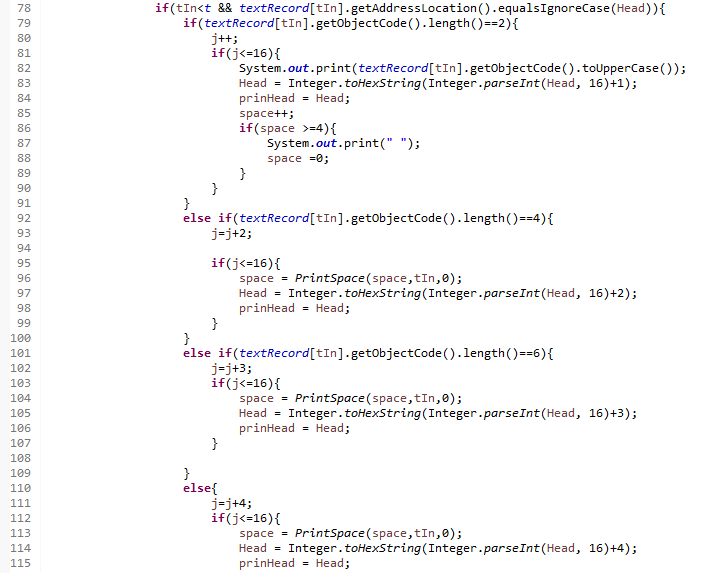 78 if(tIn<t && textRecord[tIn].getAddressLocation().equalsIgnoreCase(Head)){
79 if(textRecord[tIn].getObjectCode().length()==2){
80 j++;
81 if(j<=16){
82 System.out.print(textRecord[tIn].getObjectCode().toUpperCase());
83 Head = Integer.toHexString(Integer.parseInt(Head, 16)+1);
84 prinHead = Head;
85 space++;
86 if(space >=4){
87 System.out.print(" ");
88 space =0;
89 }
90 }
91 }
92 else if(textRecord[tIn].getObjectCode().length()==4){
93 j=j+2;
94
95 if(j<=16){
96 space = PrintSpace(space,tIn,0);
97 Head = Integer.toHexString(Integer.parseInt(Head, 16)+2);
98 prinHead = Head;
99 }
100 }
101 else if(textRecord[tIn].getObjectCode().length()==6){
102 j=j+3;
103 if(j<=16){
104 space = PrintSpace(space,tIn,0);
105 Head = Integer.toHexString(Integer.parseInt(Head, 16)+3);
106 prinHead = Head;
107 }
108
109 }
110 else{
111 j=j+4;
112 if(j<=16){
113 space = PrintSpace(space,tIn,0);
114 Head = Integer.toHexString(Integer.parseInt(Head, 16)+4);
115 prinHead = Head;